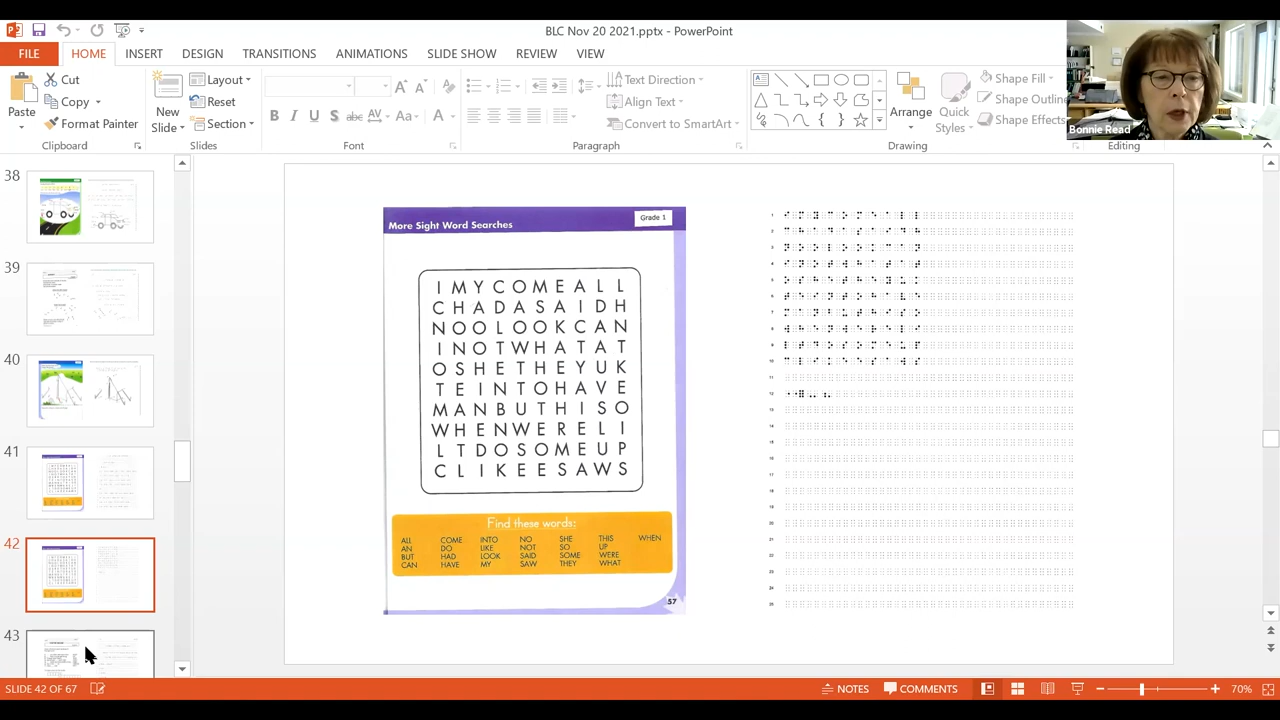 BLC Nov 20 2021.pptx - PowerPoint
FILE HOME INSERT DESIGN TRANSITIONS ANIMATIONS SLIDE SHOW REVIEW VIEW
Cut
Copy
Format Painter
Paste
Clipboard
New Slide
Layout
Reset
Section
Slides
Font
Text Direction
Align Text
Convert to SmartArt
Paragraph
Arrange
Quick Styles
Shape Fill
Shape Outline
Shape Effects
Drawing
Editing
Bonnie Read
38
39
40
41
42
43
More Sight Word Searches
Grade 1
I M Y C O M E A L L
C H A D A S A I D H
N O O L O O K C A N
I N O T W H A T A T
O S H E T H E Y U K
T E I N T O H A V E
M A N B U T H I S O
W H E N W E R E L I
L T D O S O M E U P
C L I K E E S A W S
Find these words:
ALL COME INTO NO SHE THIS WHEN
AN DO LIKE NOT SO UP
BUT HAD LOOK SAID SOME WERE
CAN HAVE MY SAW THEY WHAT
57
SLIDE 42 OF 67
NOTES
COMMENTS
70%